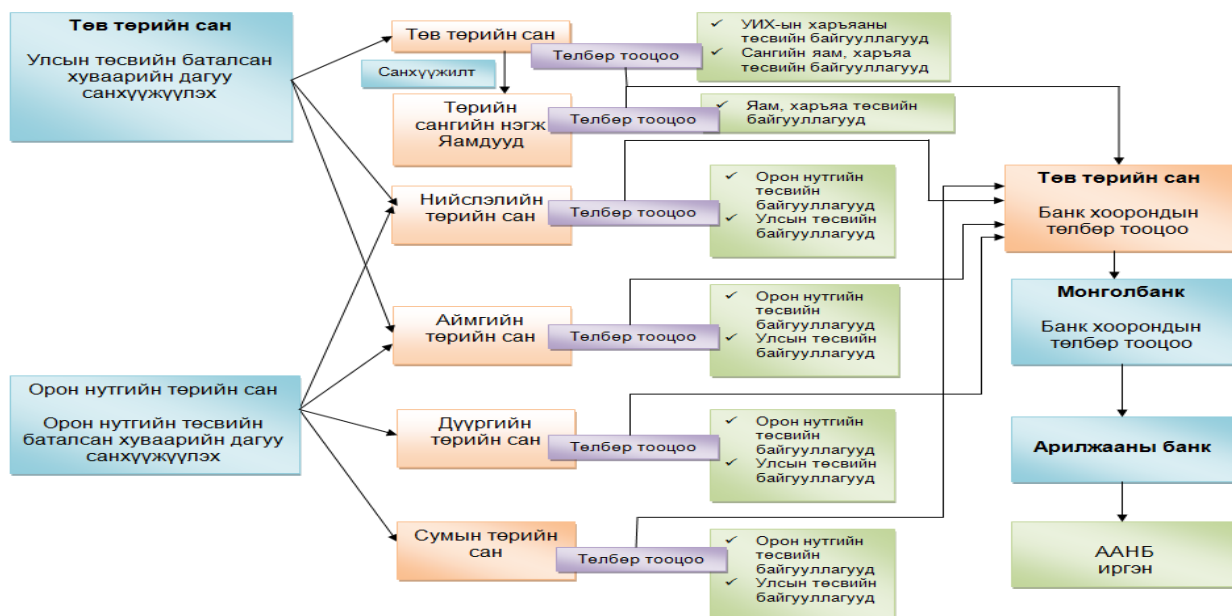 Төв төрийн сан
Улсын төсвийн баталсан
хуваарийн дагуу
санхүүжүүлэх
Орон нутгийн төрийн сан
Орон нутгийн төсвийн
баталсан хуваарийн дагуу
санхүүжүүлэх
Төв төрийн сан
Төлбөр тооцоо
✓ УИХ-ын харъяаны
төсвийн байгууллагууд
✓ Сангийн яам, харъяа
төсвийн байгууллагууд
Санхүүжилт
Төрийн
сангийн нэгж
Яамдууд
Төлбөр тооцоо
✓ Яам, харъяа төсвийн
байгууллагууд
Нийслэлийн
төрийн сан
Төлбөр тооцоо
✓ Орон нутгийн
төсвийн
байгууллагууд
✓ Улсын төсвийн
байгууллагууд
Аймгийн
төрийн сан
Төлбөр тооцоо
✓ Орон нутгийн
төсвийн
байгууллагууд
✓ Улсын төсвийн
байгууллагууд
Дүүргийн
төрийн сан
Төлбөр тооцоо
✓ Орон нутгийн
төсвийн
байгууллагууд
✓ Улсын төсвийн
байгууллагууд
Сумын төрийн
сан
Төлбөр тооцоо
✓ Орон нутгийн
төсвийн
байгууллагууд
✓ Улсын төсвийн
байгууллагууд
Төв төрийн сан
Банк хоорондын
төлбөр тооцоо
Монголбанк
Банк хоорондын
төлбөр тооцоо
Арилжааны банк
ААНБ
иргэн